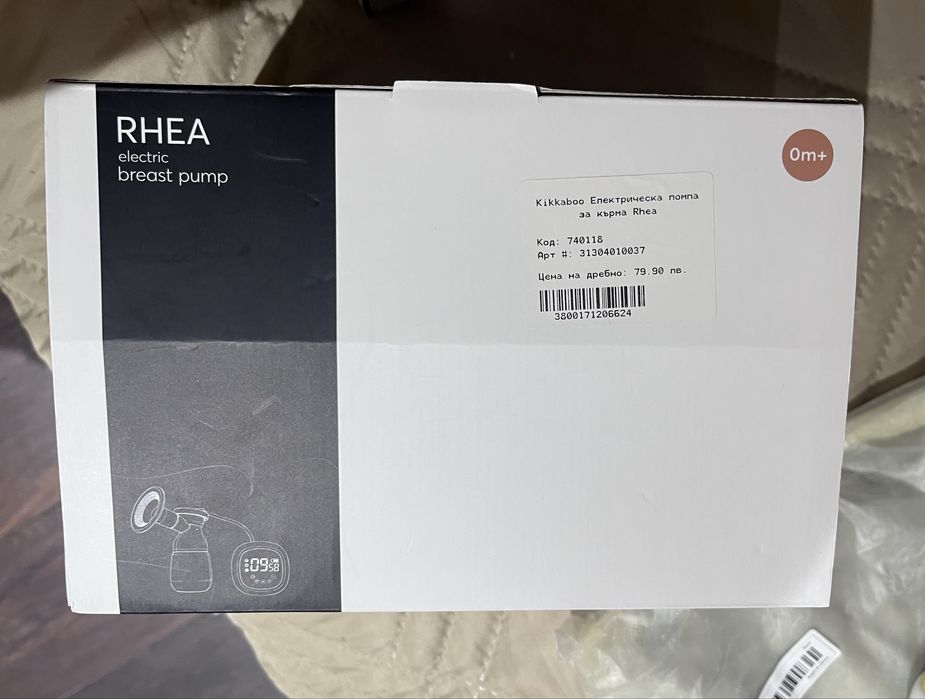 RHEA
electric
breast pump
0m+
Kikkaboo Електрическа помпа
за кърма Rhea
Код: 740118
Арт #: 31304010037
Цена на дребно: 79.90 лв.
3800171206624
:0958